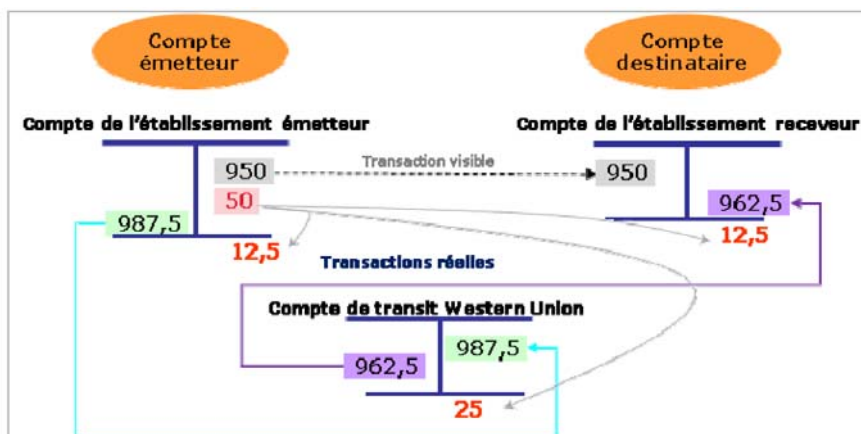 Compte
émetteur
Compte
destinataire
Compte de l'établissement émetteur
Compte de l'établissement receveur
950
Transaction visible
950
50
987,5
962,5
12,5
12,5
Transactions réelles
Compte de transit Western Union
962,5
987,5
25